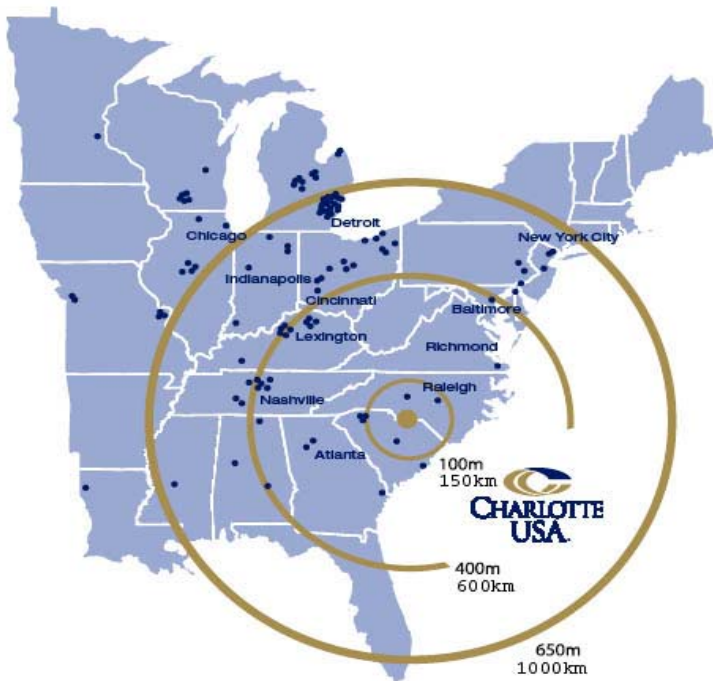 Detroit
Chicago
New York City
Indianapolis
Cincinnati
Baltimore
Lexington
Richmond
Raleigh
Nashville
Atlanta
100m
150km
CHARLOTTE
USA.
400m
600km
650m
1000km